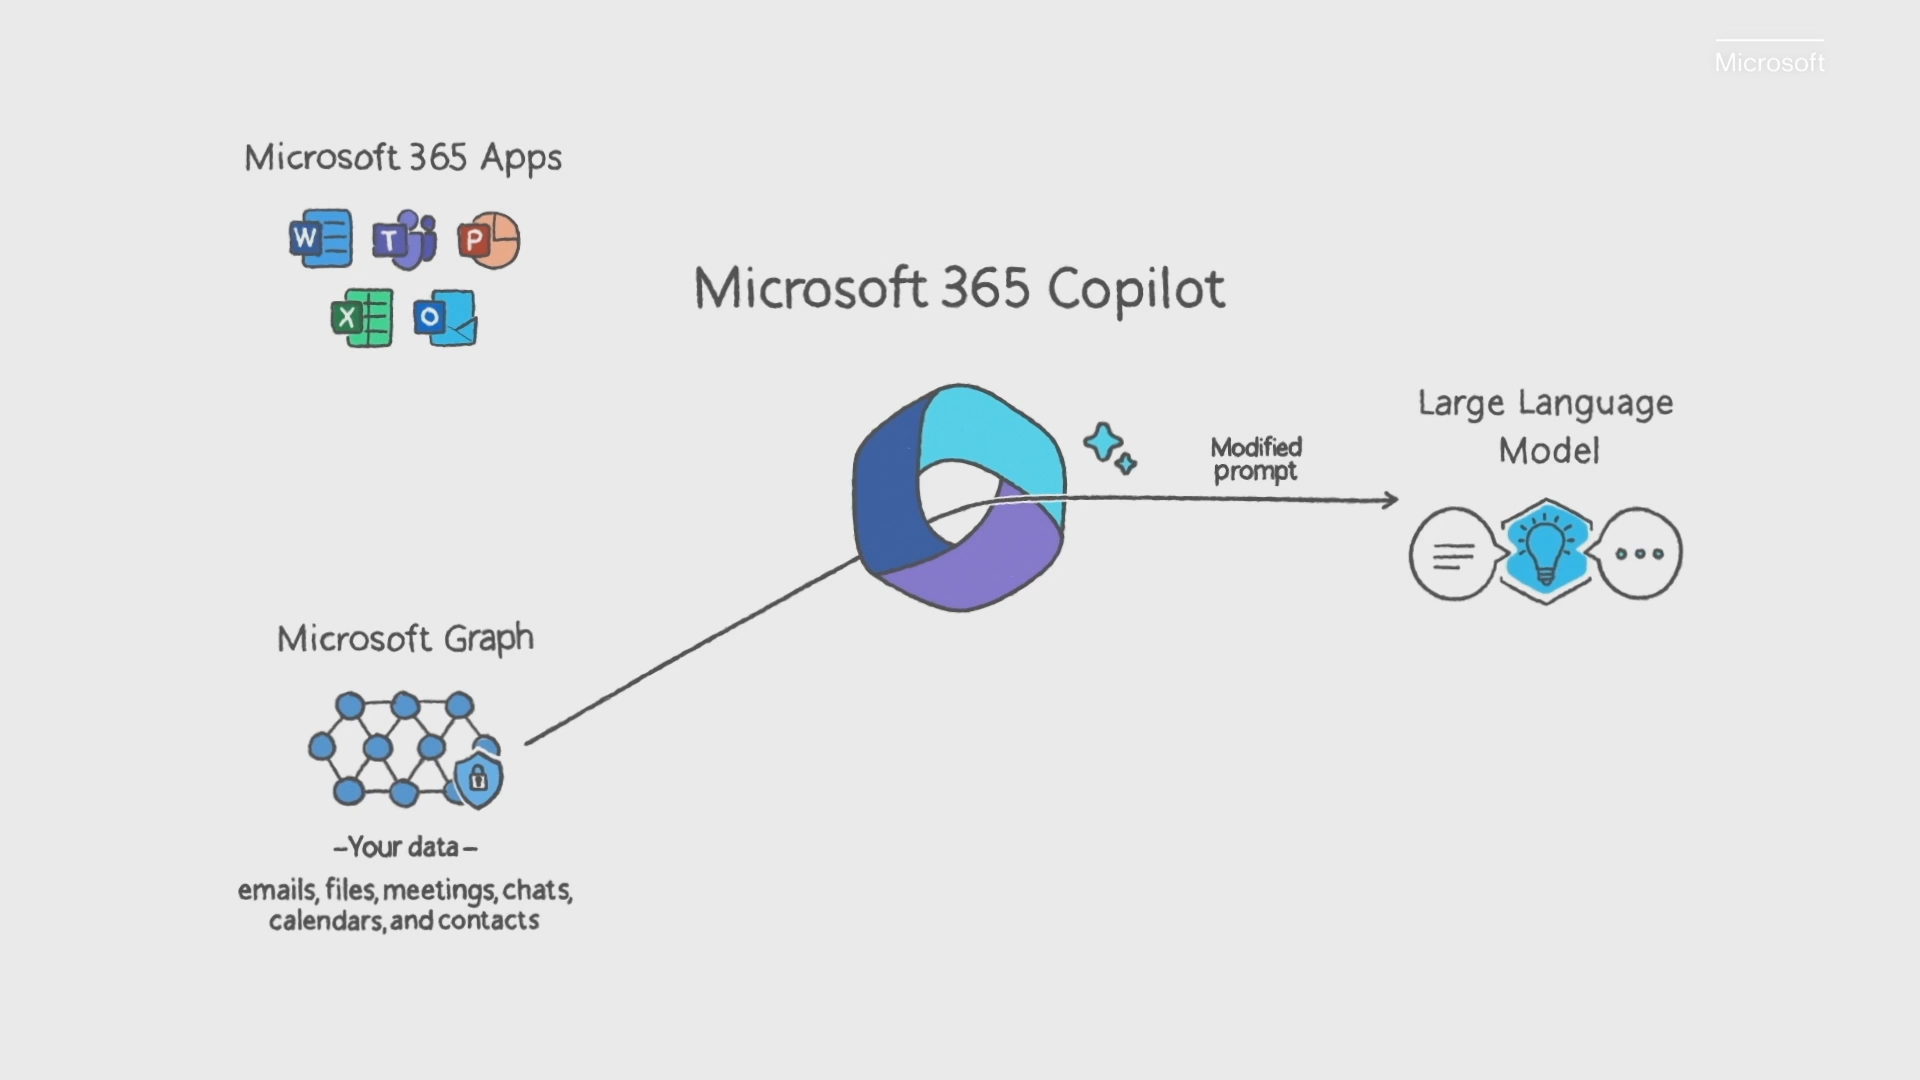 Microsoft
Microsoft 365 Apps
W
T
P
X
O
Microsoft 365 Copilot
Modified
prompt
Large Language
Model
Microsoft Graph
-Your data-
emails, files, meetings, chats,
calendars, and contacts